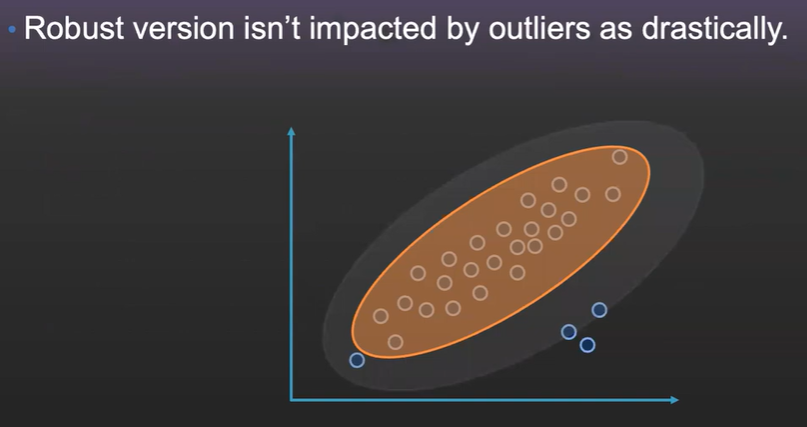 • Robust version isn’t impacted by outliers as drastically.